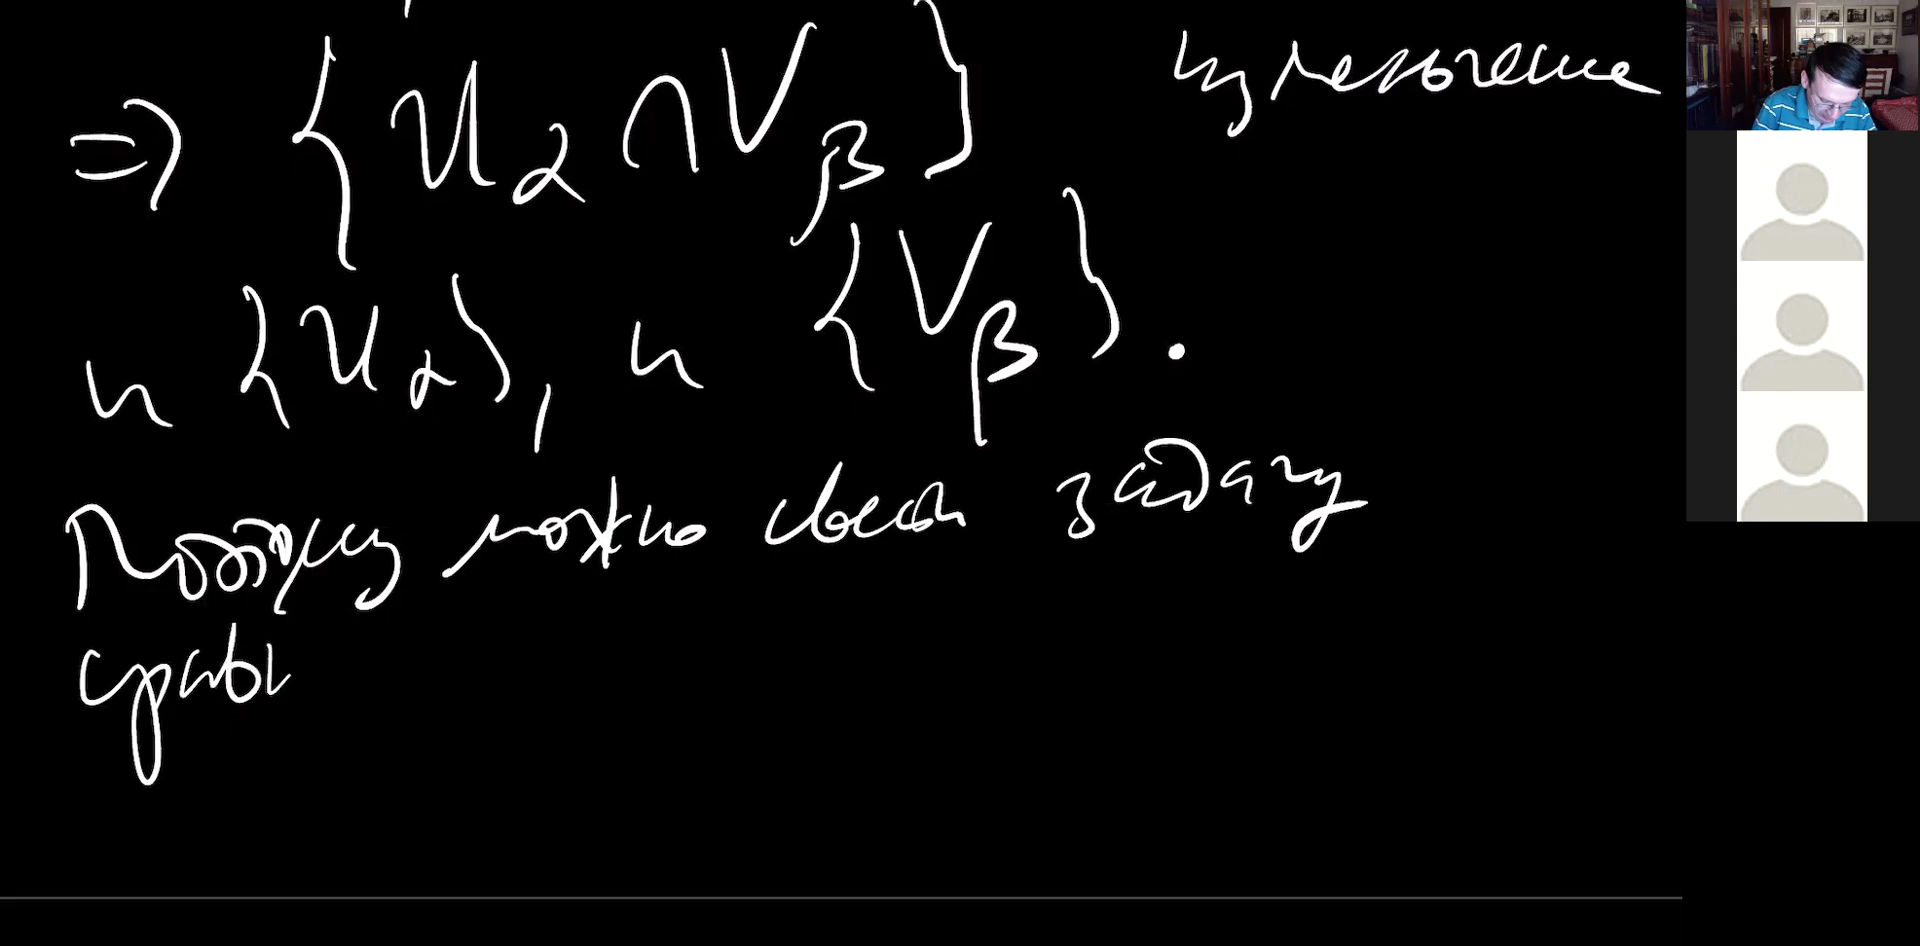 ⇒ { U_α ∩ V_β } измельчение
и {U_α}, и {V_β}.
Поэтому можно свести задачу
сравн